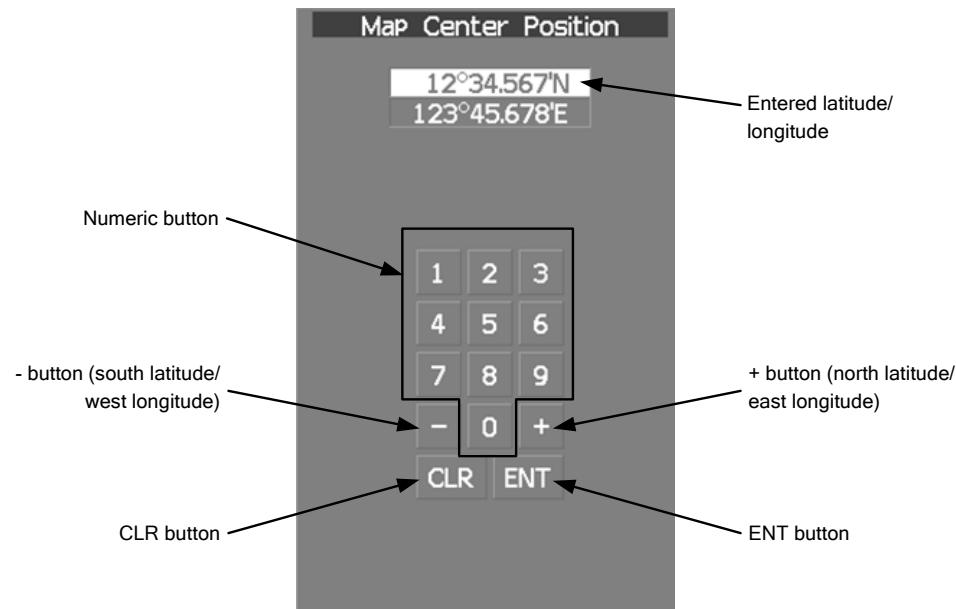 Map Center Position
12°34.567'N
123°45.678'E
Entered latitude/
longitude
Numeric button
1 2 3
4 5 6
7 8 9
- 0 +
CLR ENT
- button (south latitude/
west longitude)
+ button (north latitude/
east longitude)
CLR button
ENT button